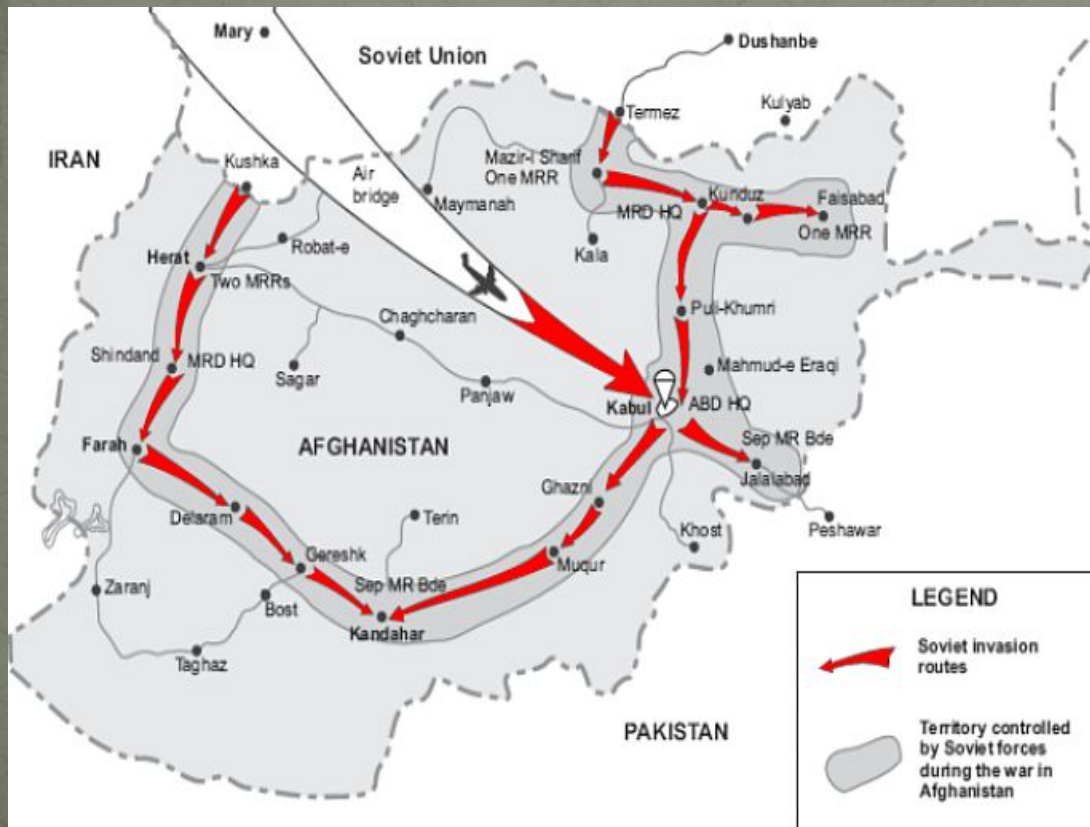 Mary
Soviet Union
Dushanbe
Termez
Kulyab
IRAN
Kushka
Air
bridge
Maymanah
Mazir-i Sharif
One MRR
MRD HQ
Kunduz
Faisabad
One MRR
Kala
Robat-e
Herat
Two MRRs
Puli-Khumri
Chaghcharan
Shindand
MRD HQ
Sagar
Panjaw
Mahmud-e Eraqi
Kabul
ABD HQ
Farah
AFGHANISTAN
Sep MR Bde
Jalalabad
Ghazni
Delaram
Terin
Khost
Peshawar
Gereshk
Muqur
Zaranj
Bost
Sep MR Bde
Kandahar
Taghaz
PAKISTAN
LEGEND
Soviet invasion
routes
Territory controlled
by Soviet forces
during the war in
Afghanistan